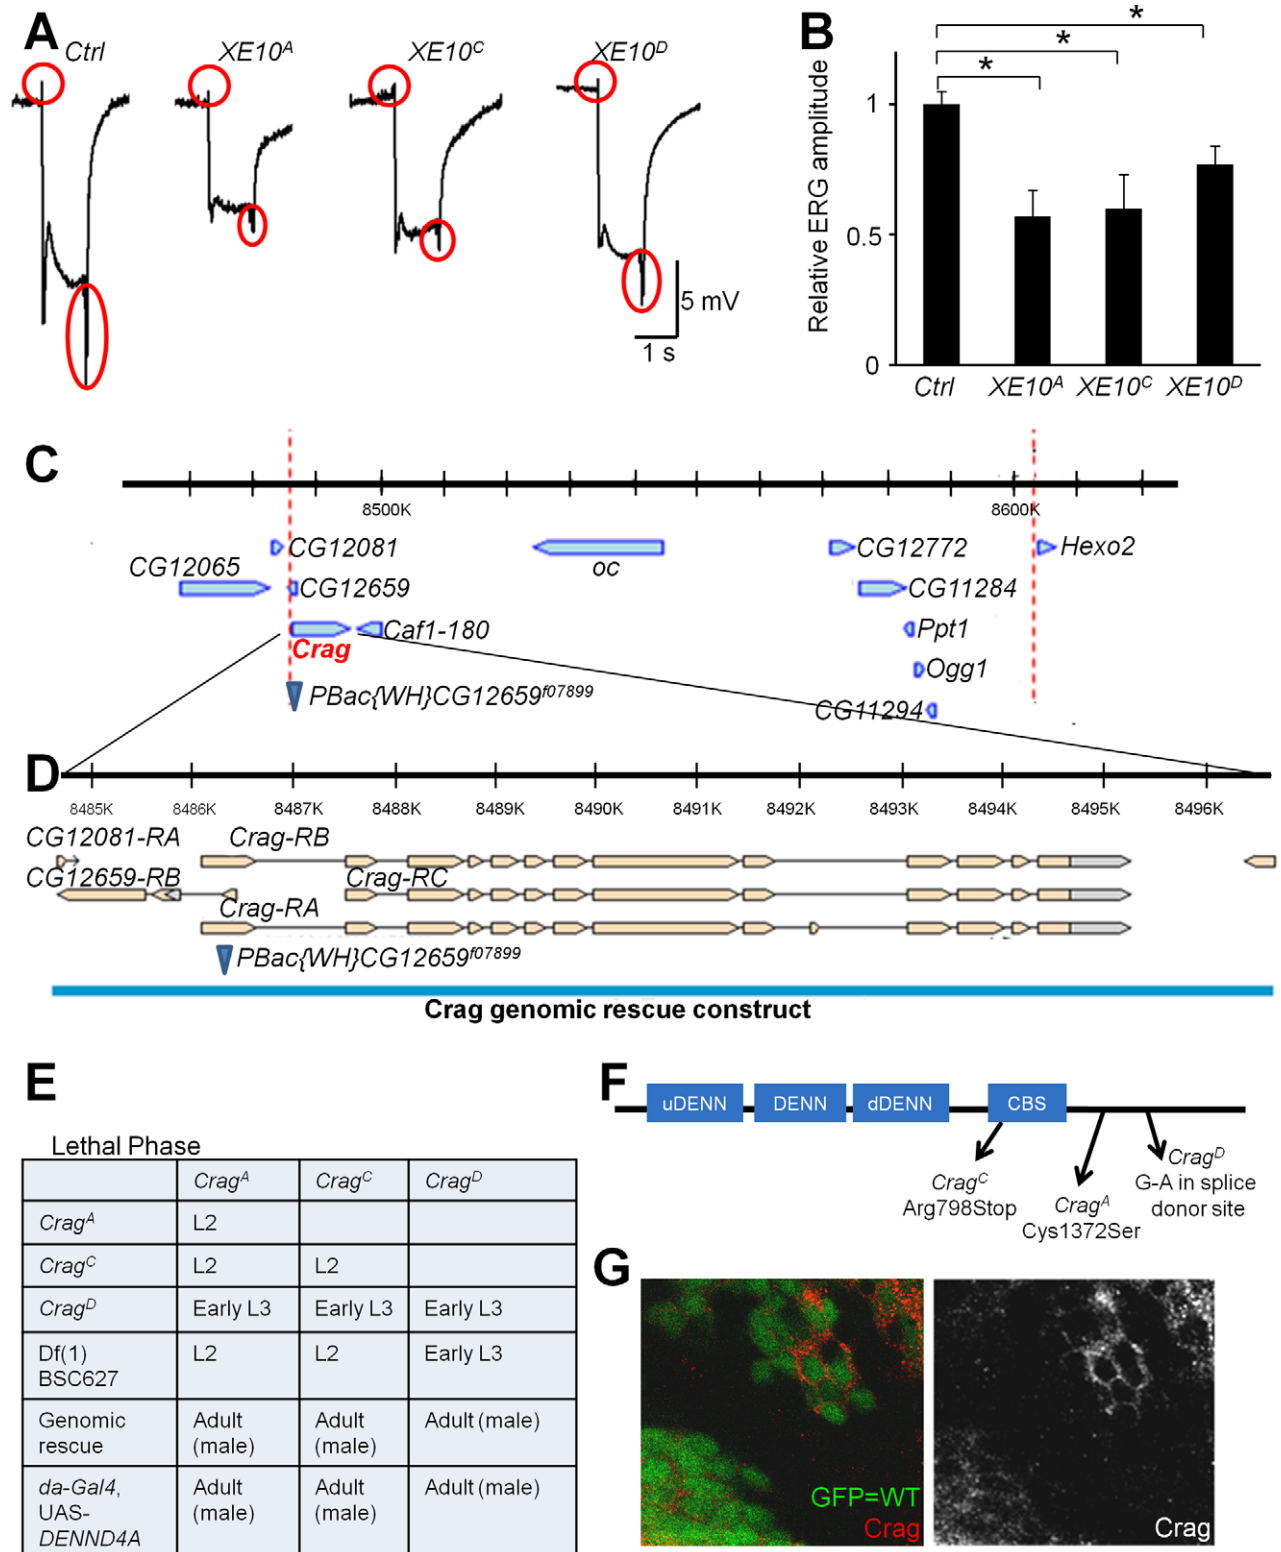 A
Ctrl
XE10A
XE10C
XE10D
5 mV
1 s
B
*
*
*
Relative ERG amplitude
1
0.5
0
Ctrl
XE10A
XE10C
XE10D
C
8500K
8600K
CG12081
CG12065
CG12659
Crag
Caf1-180
oc
CG12772
CG11284
Ppt1
Ogg1
CG11294
Hexo2
PBac{WH}CG12659f07899
D
8485K
8486K
8487K
8488K
8489K
8490K
8491K
8492K
8493K
8494K
8495K
8496K
CG12081-RA
Crag-RB
CG12659-RB
Crag-RC
Crag-RA
PBac{WH}CG12659f07899
Crag genomic rescue construct
E
Lethal Phase
CragA CragC CragD
CragA L2
CragC L2 L2
CragD Early L3 Early L3 Early L3
Df(1) BSC627 L2 L2 Early L3
Genomic rescue Adult (male) Adult (male) Adult (male)
da-Gal4, UAS-DENND4A Adult (male) Adult (male) Adult (male)
F
uDENN
DENN
dDENN
CBS
CragC
Arg798Stop
CragA
Cys1372Ser
CragD
G-A in splice
donor site
G
GFP=WT
Crag
Crag